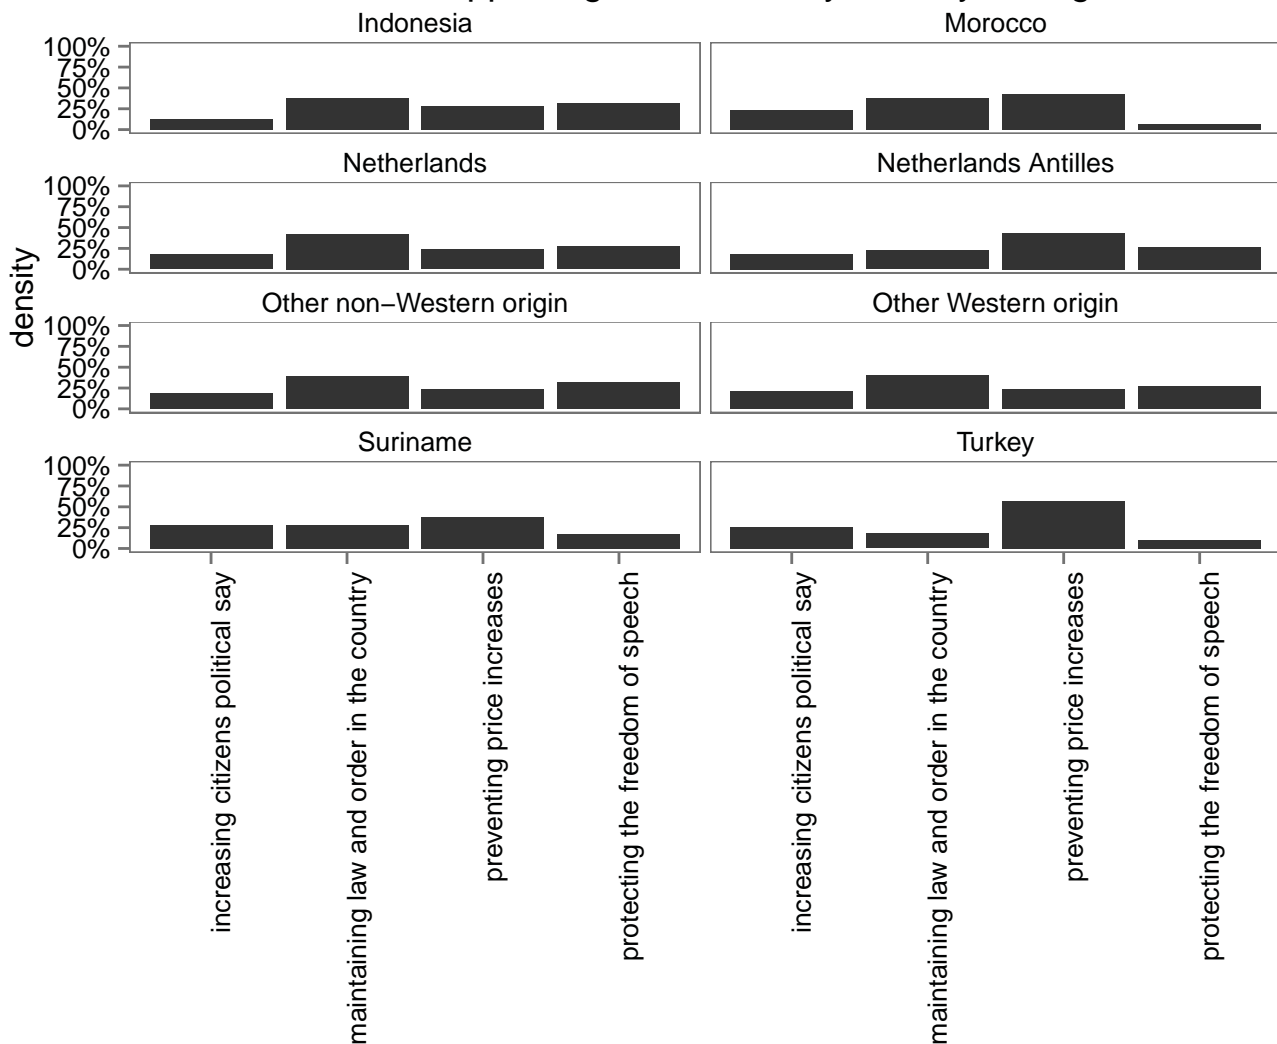 Indonesia
Morocco
100%
75%
50%
25%
0%
Netherlands
Netherlands Antilles
100%
75%
50%
25%
0%
density
Other non−Western origin
Other Western origin
100%
75%
50%
25%
0%
Suriname
Turkey
100%
75%
50%
25%
0%
increasing citizens political say
maintaining law and order in the country
preventing price increases
protecting the freedom of speech
increasing citizens political say
maintaining law and order in the country
preventing price increases
protecting the freedom of speech